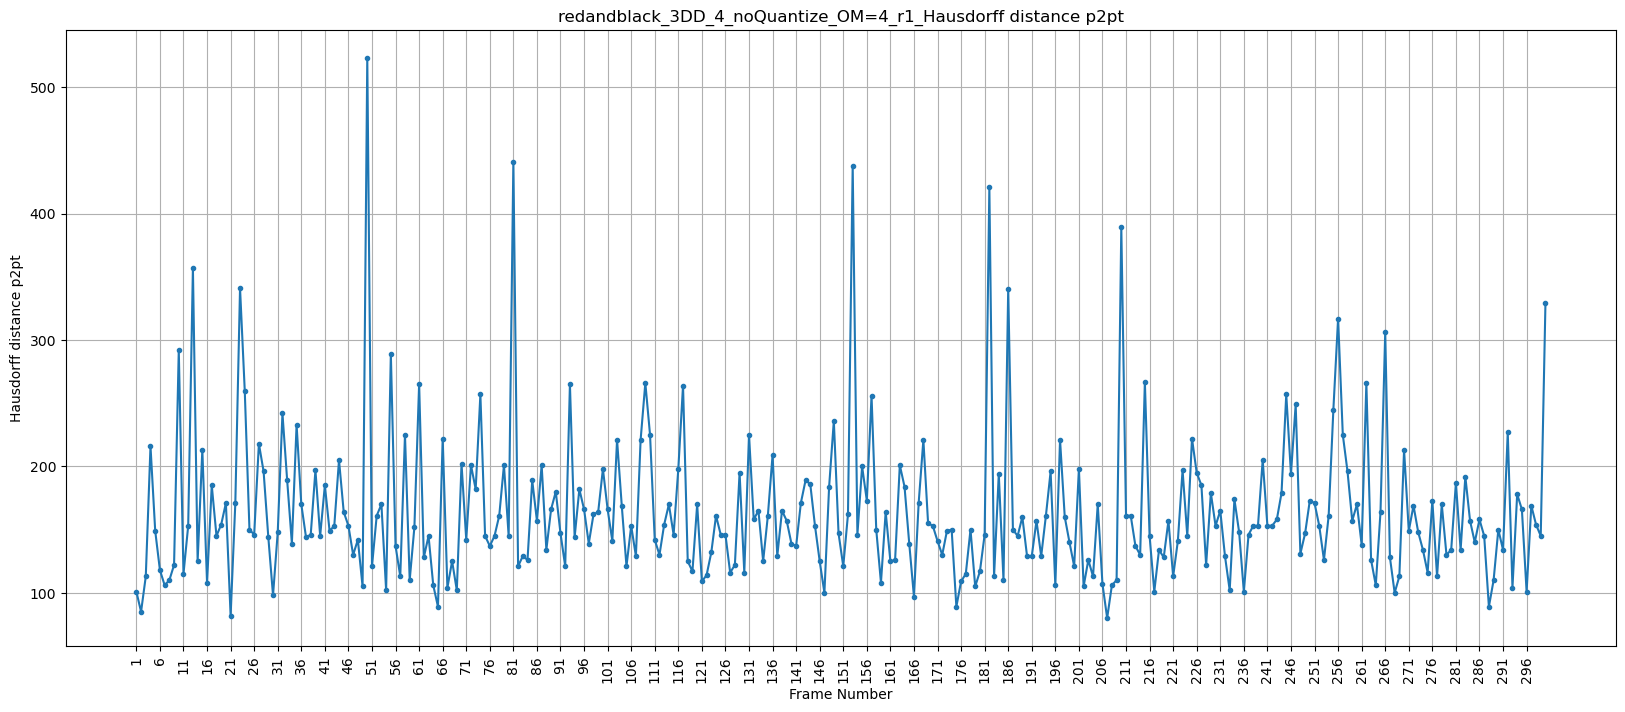 redandblack_3DD_4_noQuantize_OM=4_r1_Hausdorff distance p2pt
500
400
300
200
100
Hausdorff distance p2pt
1 6 11 16 21 26 31 36 41 46 51 56 61 66 71 76 81 86 91 96 101 106 111 116 121 126 131 136 141 146 151 156 161 166 171 176 181 186 191 196 201 206 211 216 221 226 231 236 241 246 251 256 261 266 271 276 281 286 291 296
Frame Number